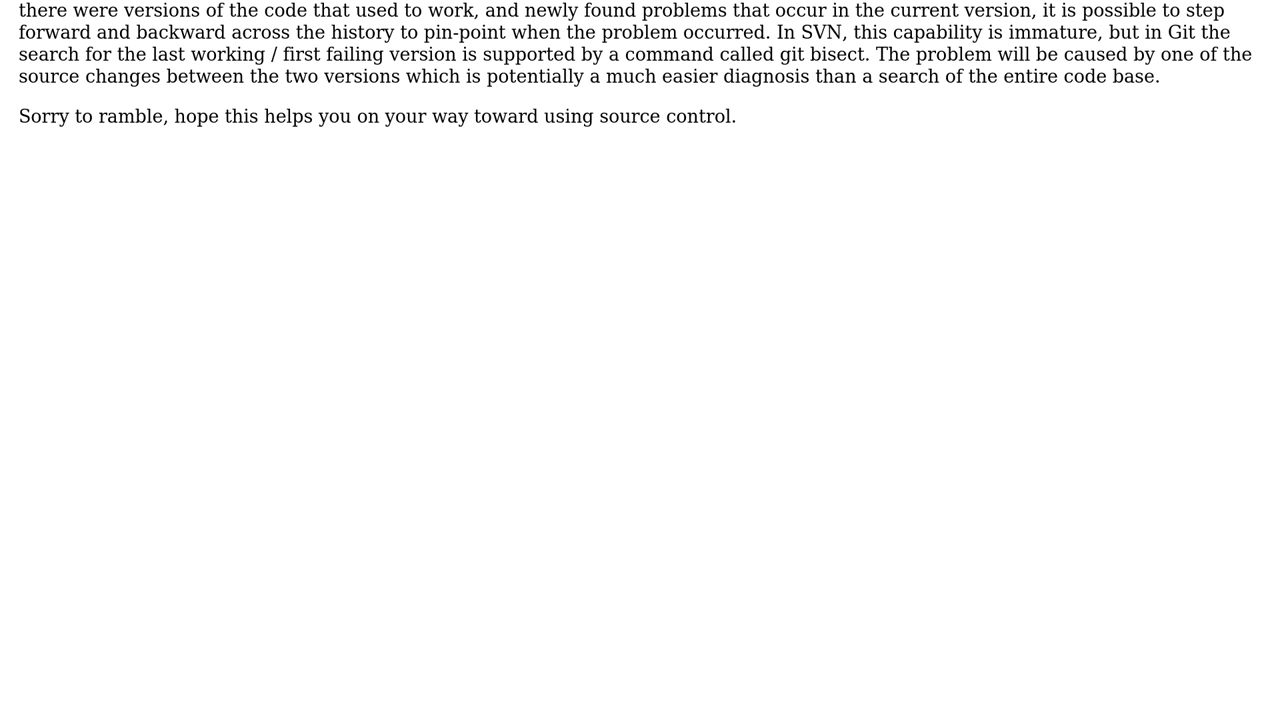 there were versions of the code that used to work, and newly found problems that occur in the current version, it is possible to step
forward and backward across the history to pin-point when the problem occurred. In SVN, this capability is immature, but in Git the
search for the last working / first failing version is supported by a command called git bisect. The problem will be caused by one of the
source changes between the two versions which is potentially a much easier diagnosis than a search of the entire code base.
Sorry to ramble, hope this helps you on your way toward using source control.